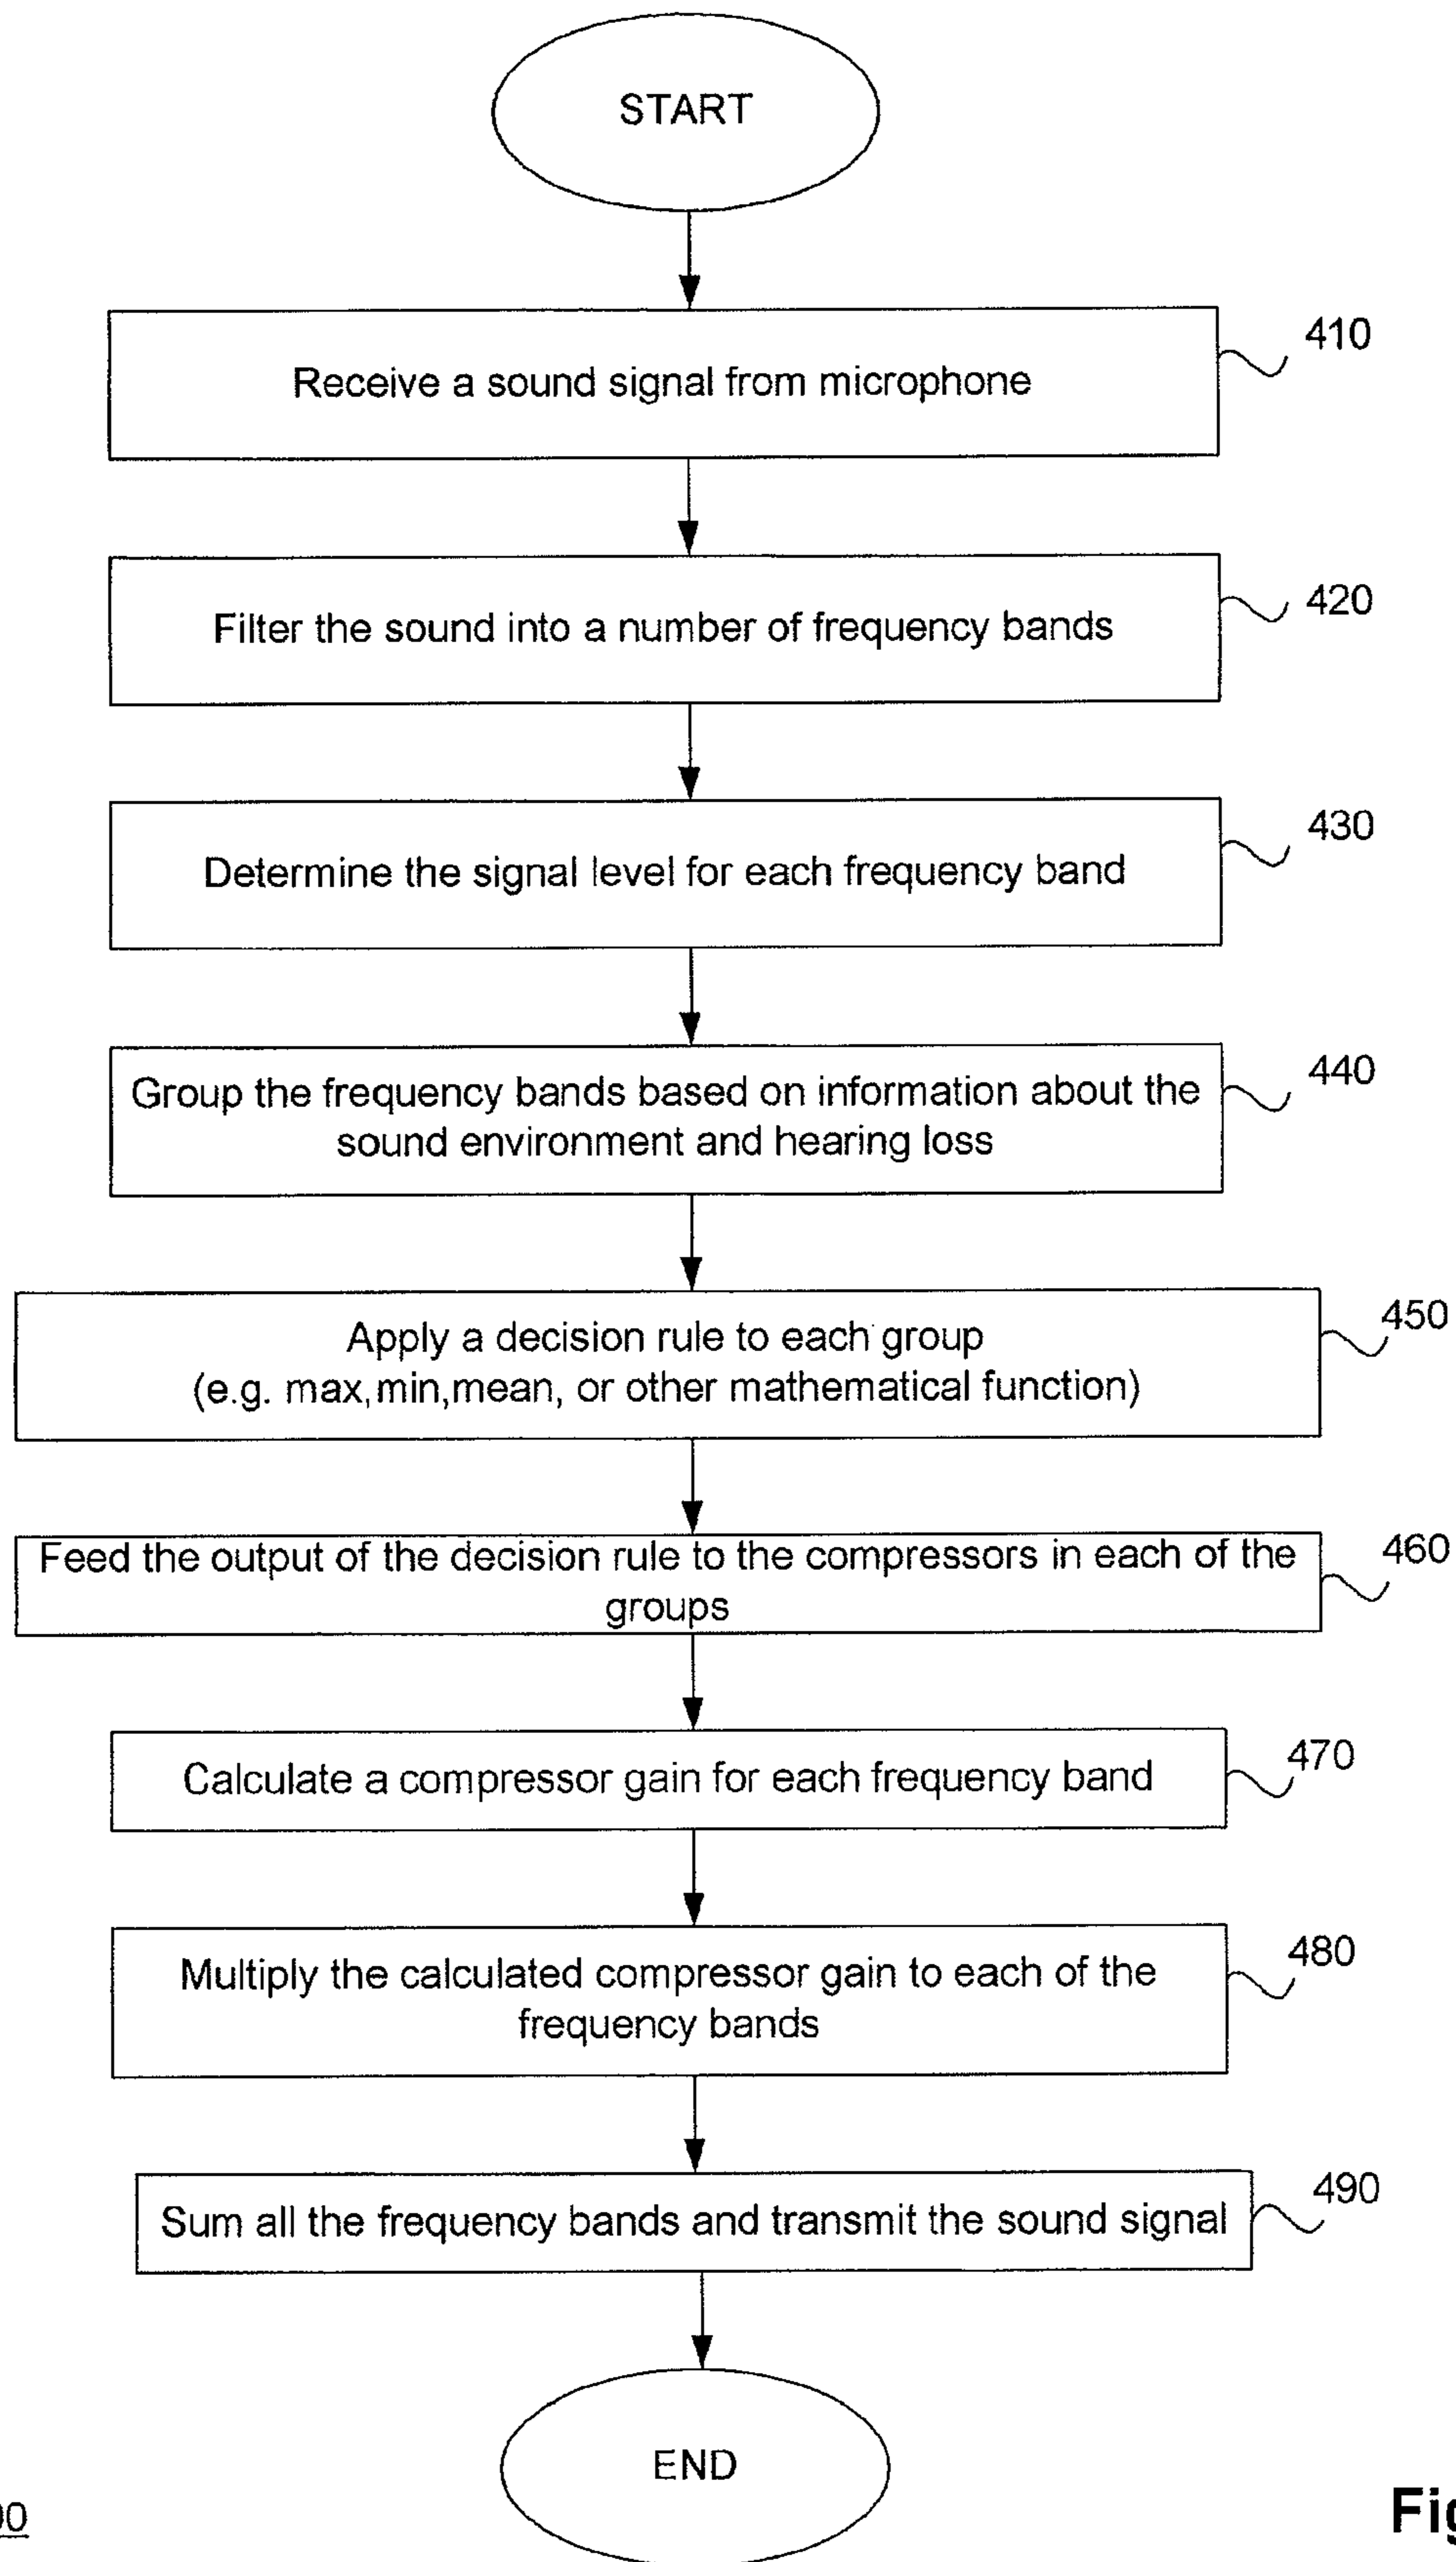 START
Receive a sound signal from microphone
410
Filter the sound into a number of frequency bands
420
Determine the signal level for each frequency band
430
Group the frequency bands based on information about the
sound environment and hearing loss
440
Apply a decision rule to each group
(e.g. max,min,mean, or other mathematical function)
450
Feed the output of the decision rule to the compressors in each of the
groups
460
Calculate a compressor gain for each frequency band
470
Multiply the calculated compressor gain to each of the
frequency bands
480
Sum all the frequency bands and transmit the sound signal
490
END